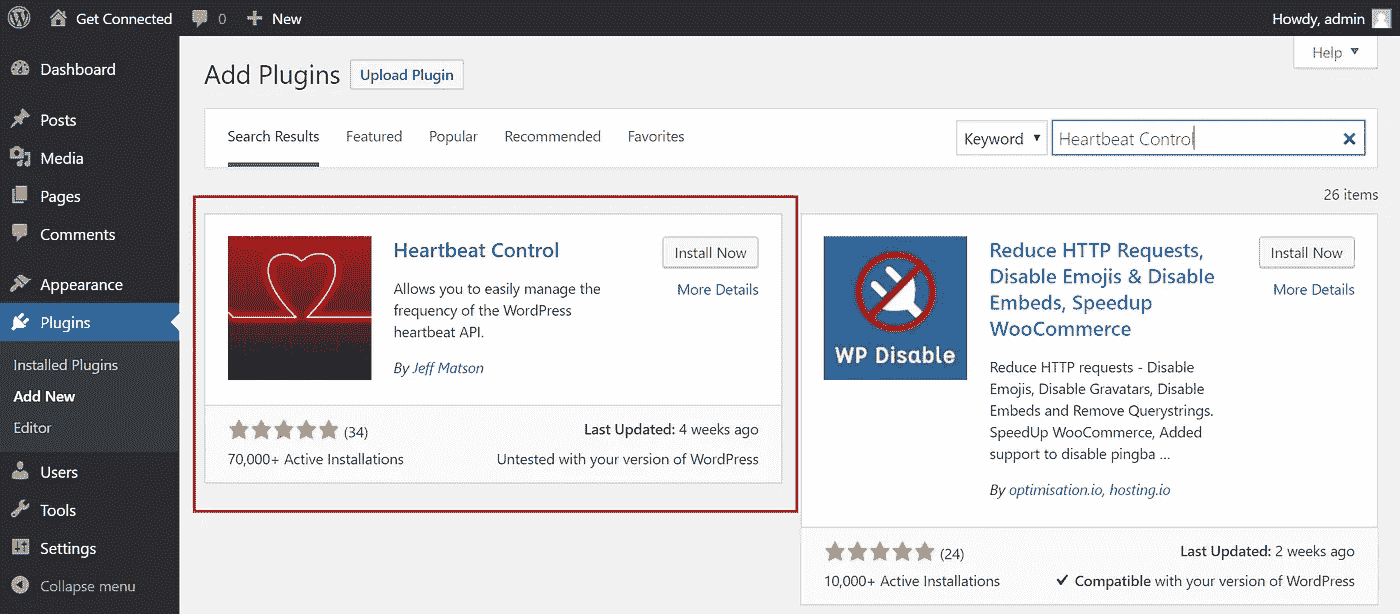 Get Connected 0 New Howdy, admin
Help
Dashboard
Posts
Media
Pages
Comments
Appearance
Plugins
Installed Plugins
Add New
Editor
Users
Tools
Settings
Collapse menu
Add Plugins Upload Plugin
Search Results Featured Popular Recommended Favorites Keyword Heartbeat Control
26 items
Heartbeat Control
Install Now
More Details
Allows you to easily manage the
frequency of the WordPress
heartbeat API.
By Jeff Matson
(34)
Last Updated: 4 weeks ago
70,000+ Active Installations
Untested with your version of WordPress
WP Disable
Reduce HTTP Requests,
Disable Emojis & Disable
Embeds, Speedup
WooCommerce
Install Now
More Details
Reduce HTTP requests - Disable
Emojis, Disable Gravatars, Disable
Embeds and Remove Querystrings.
SpeedUp WooCommerce, Added
support to disable pingba ...
By optimisation.io, hosting.io
(24)
Last Updated: 2 weeks ago
10,000+ Active Installations
Compatible with your version of WordPress